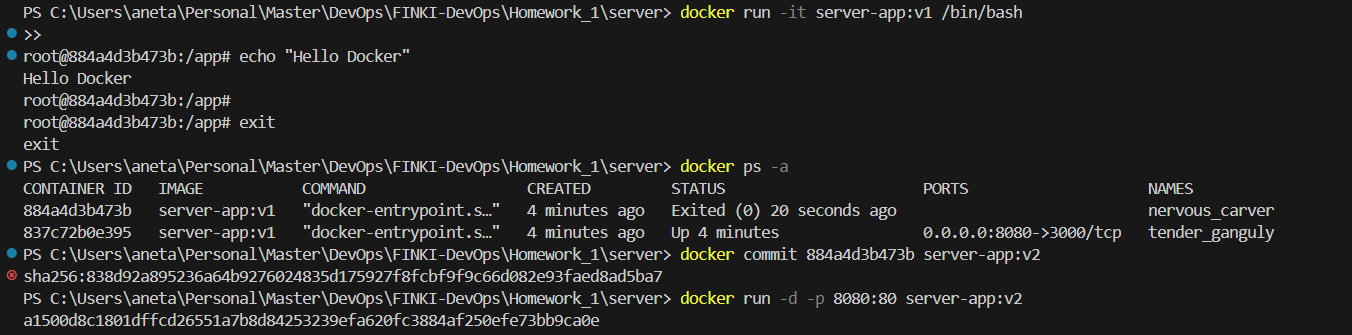 PS C:\Users\aneta\Personal\Master\DevOps\FINKI-DevOps\Homework_1\server> docker run -it server-app:v1 /bin/bash
>>
root@884a4d3b473b:/app# echo "Hello Docker"
Hello Docker
root@884a4d3b473b:/app#
root@884a4d3b473b:/app# exit
exit
PS C:\Users\aneta\Personal\Master\DevOps\FINKI-DevOps\Homework_1\server> docker ps -a
CONTAINER ID   IMAGE           COMMAND                  CREATED         STATUS                      PORTS                    NAMES
884a4d3b473b   server-app:v1   "docker-entrypoint.s…"   4 minutes ago   Exited (0) 20 seconds ago                            nervous_carver
837c72b0e395   server-app:v1   "docker-entrypoint.s…"   4 minutes ago   Up 4 minutes                0.0.0.0:8080->3000/tcp   tender_ganguly
PS C:\Users\aneta\Personal\Master\DevOps\FINKI-DevOps\Homework_1\server> docker commit 884a4d3b473b server-app:v2
sha256:838d92a895236a64b9276024835d175927f8fcbf9f9c66d082e93faed8ad5ba7
PS C:\Users\aneta\Personal\Master\DevOps\FINKI-DevOps\Homework_1\server> docker run -d -p 8080:80 server-app:v2
a1500d8c1801dffcd26551a7b8d84253239efa620fc3884af250efe73bb9ca0e